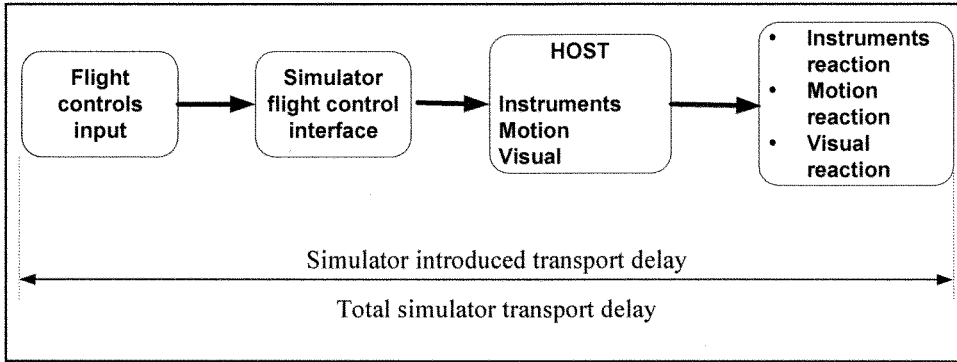 Flight
controls
input
Simulator
flight control
interface
HOST
Instruments
Motion
Visual
• Instruments
reaction
• Motion
reaction
• Visual
reaction
Simulator introduced transport delay
Total simulator transport delay